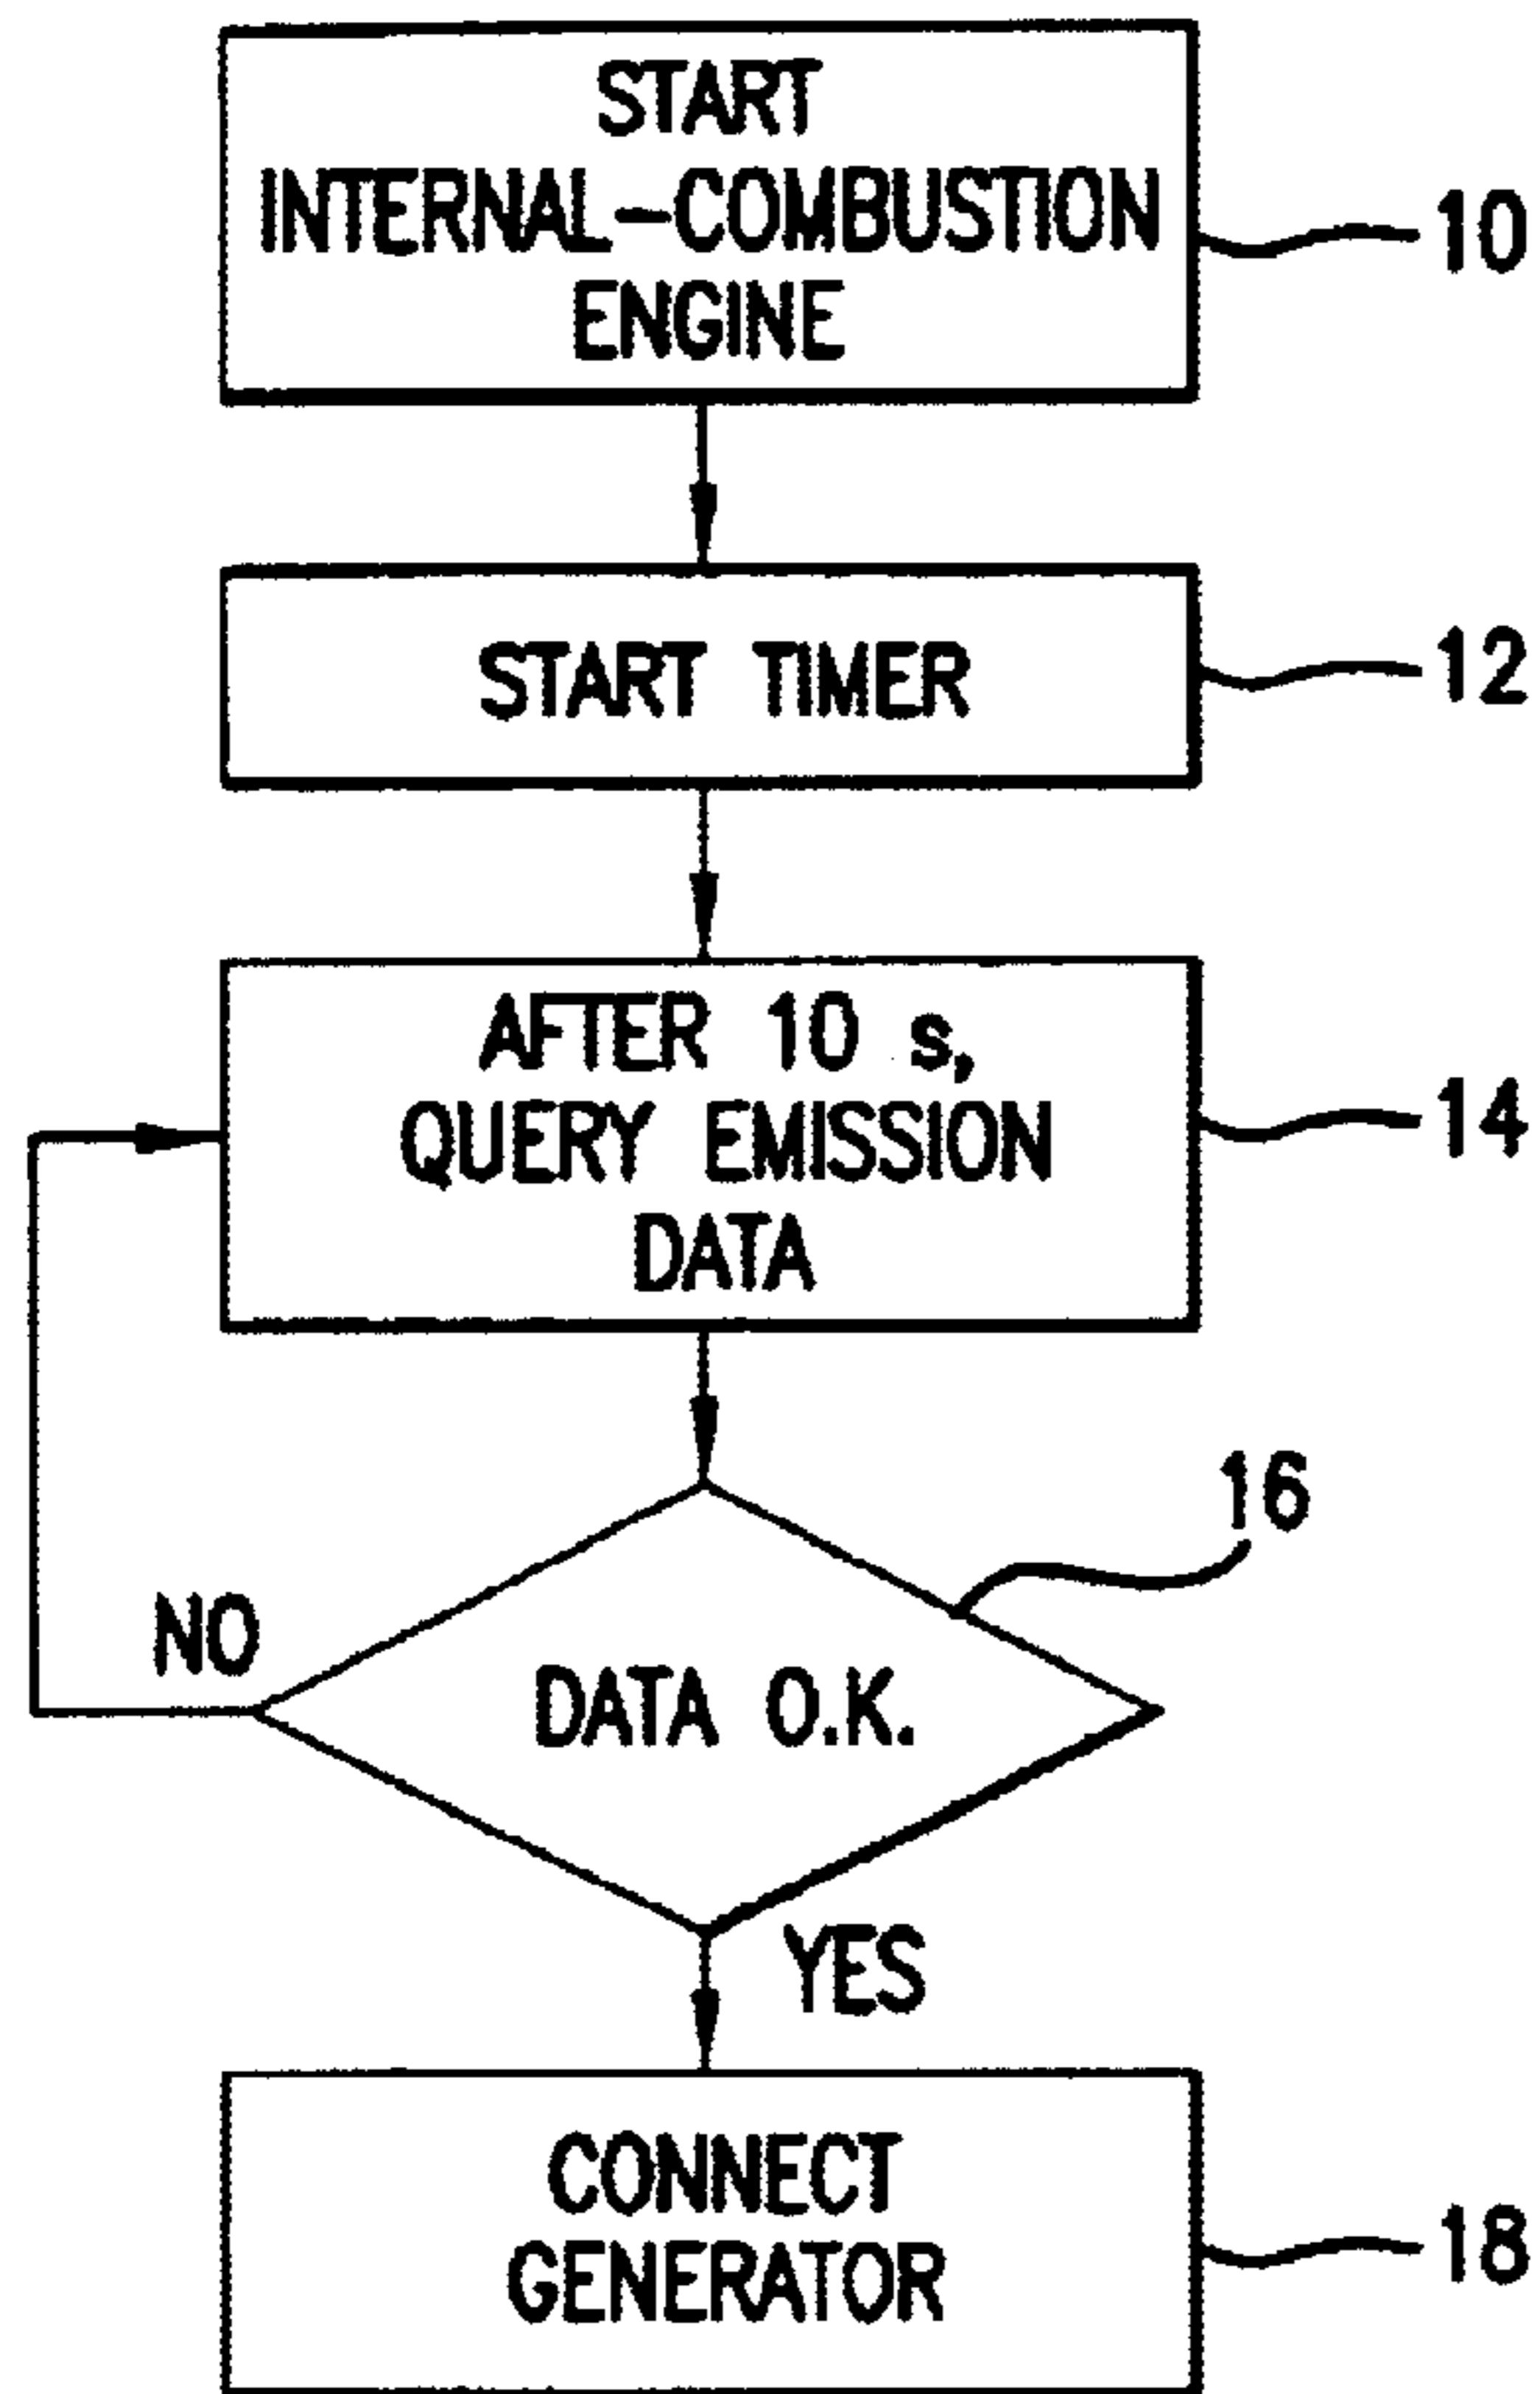 START
INTERNAL-COMBUSTION
ENGINE
10
START TIMER
12
AFTER 10 s,
QUERY EMISSION
DATA
14
16
NO
DATA O.K.
YES
CONNECT
GENERATOR
18